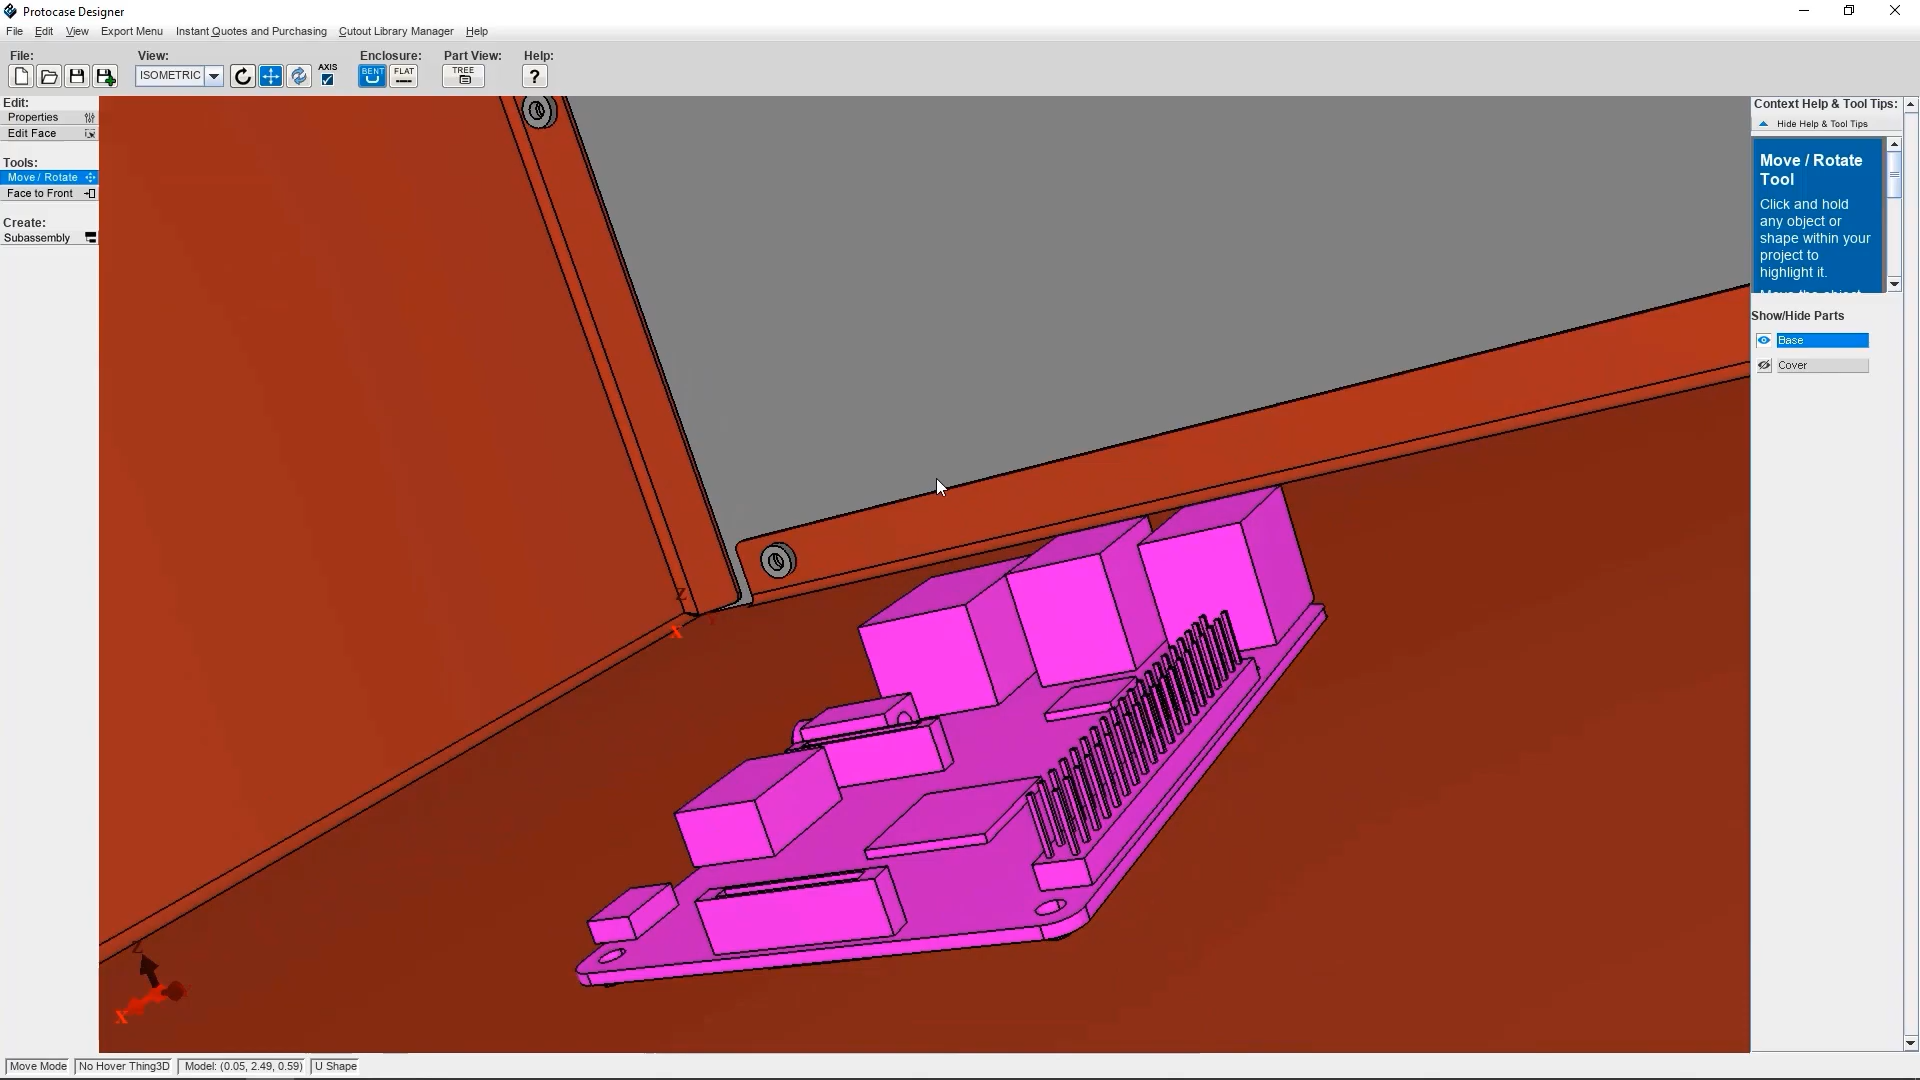 Protocase Designer
File Edit View Export Menu Instant Quotes and Purchasing Cutout Library Manager Help
File: View: Enclosure: Part View: Help:
ISOMETRIC AXIS BENT FLAT TREE ?
Edit:
Properties
Edit Face
Tools:
Move / Rotate
Face to Front
Create:
Subassembly
Context Help & Tool Tips:
Hide Help & Tool Tips
Move / Rotate
Tool
Click and hold
any object or
shape within your
project to
highlight it.
Move the object
Show/Hide Parts
Base
Cover
Z
X
Z
X
Move Mode No Hover Thing3D Model: (0.05, 2.49, 0.59) U Shape